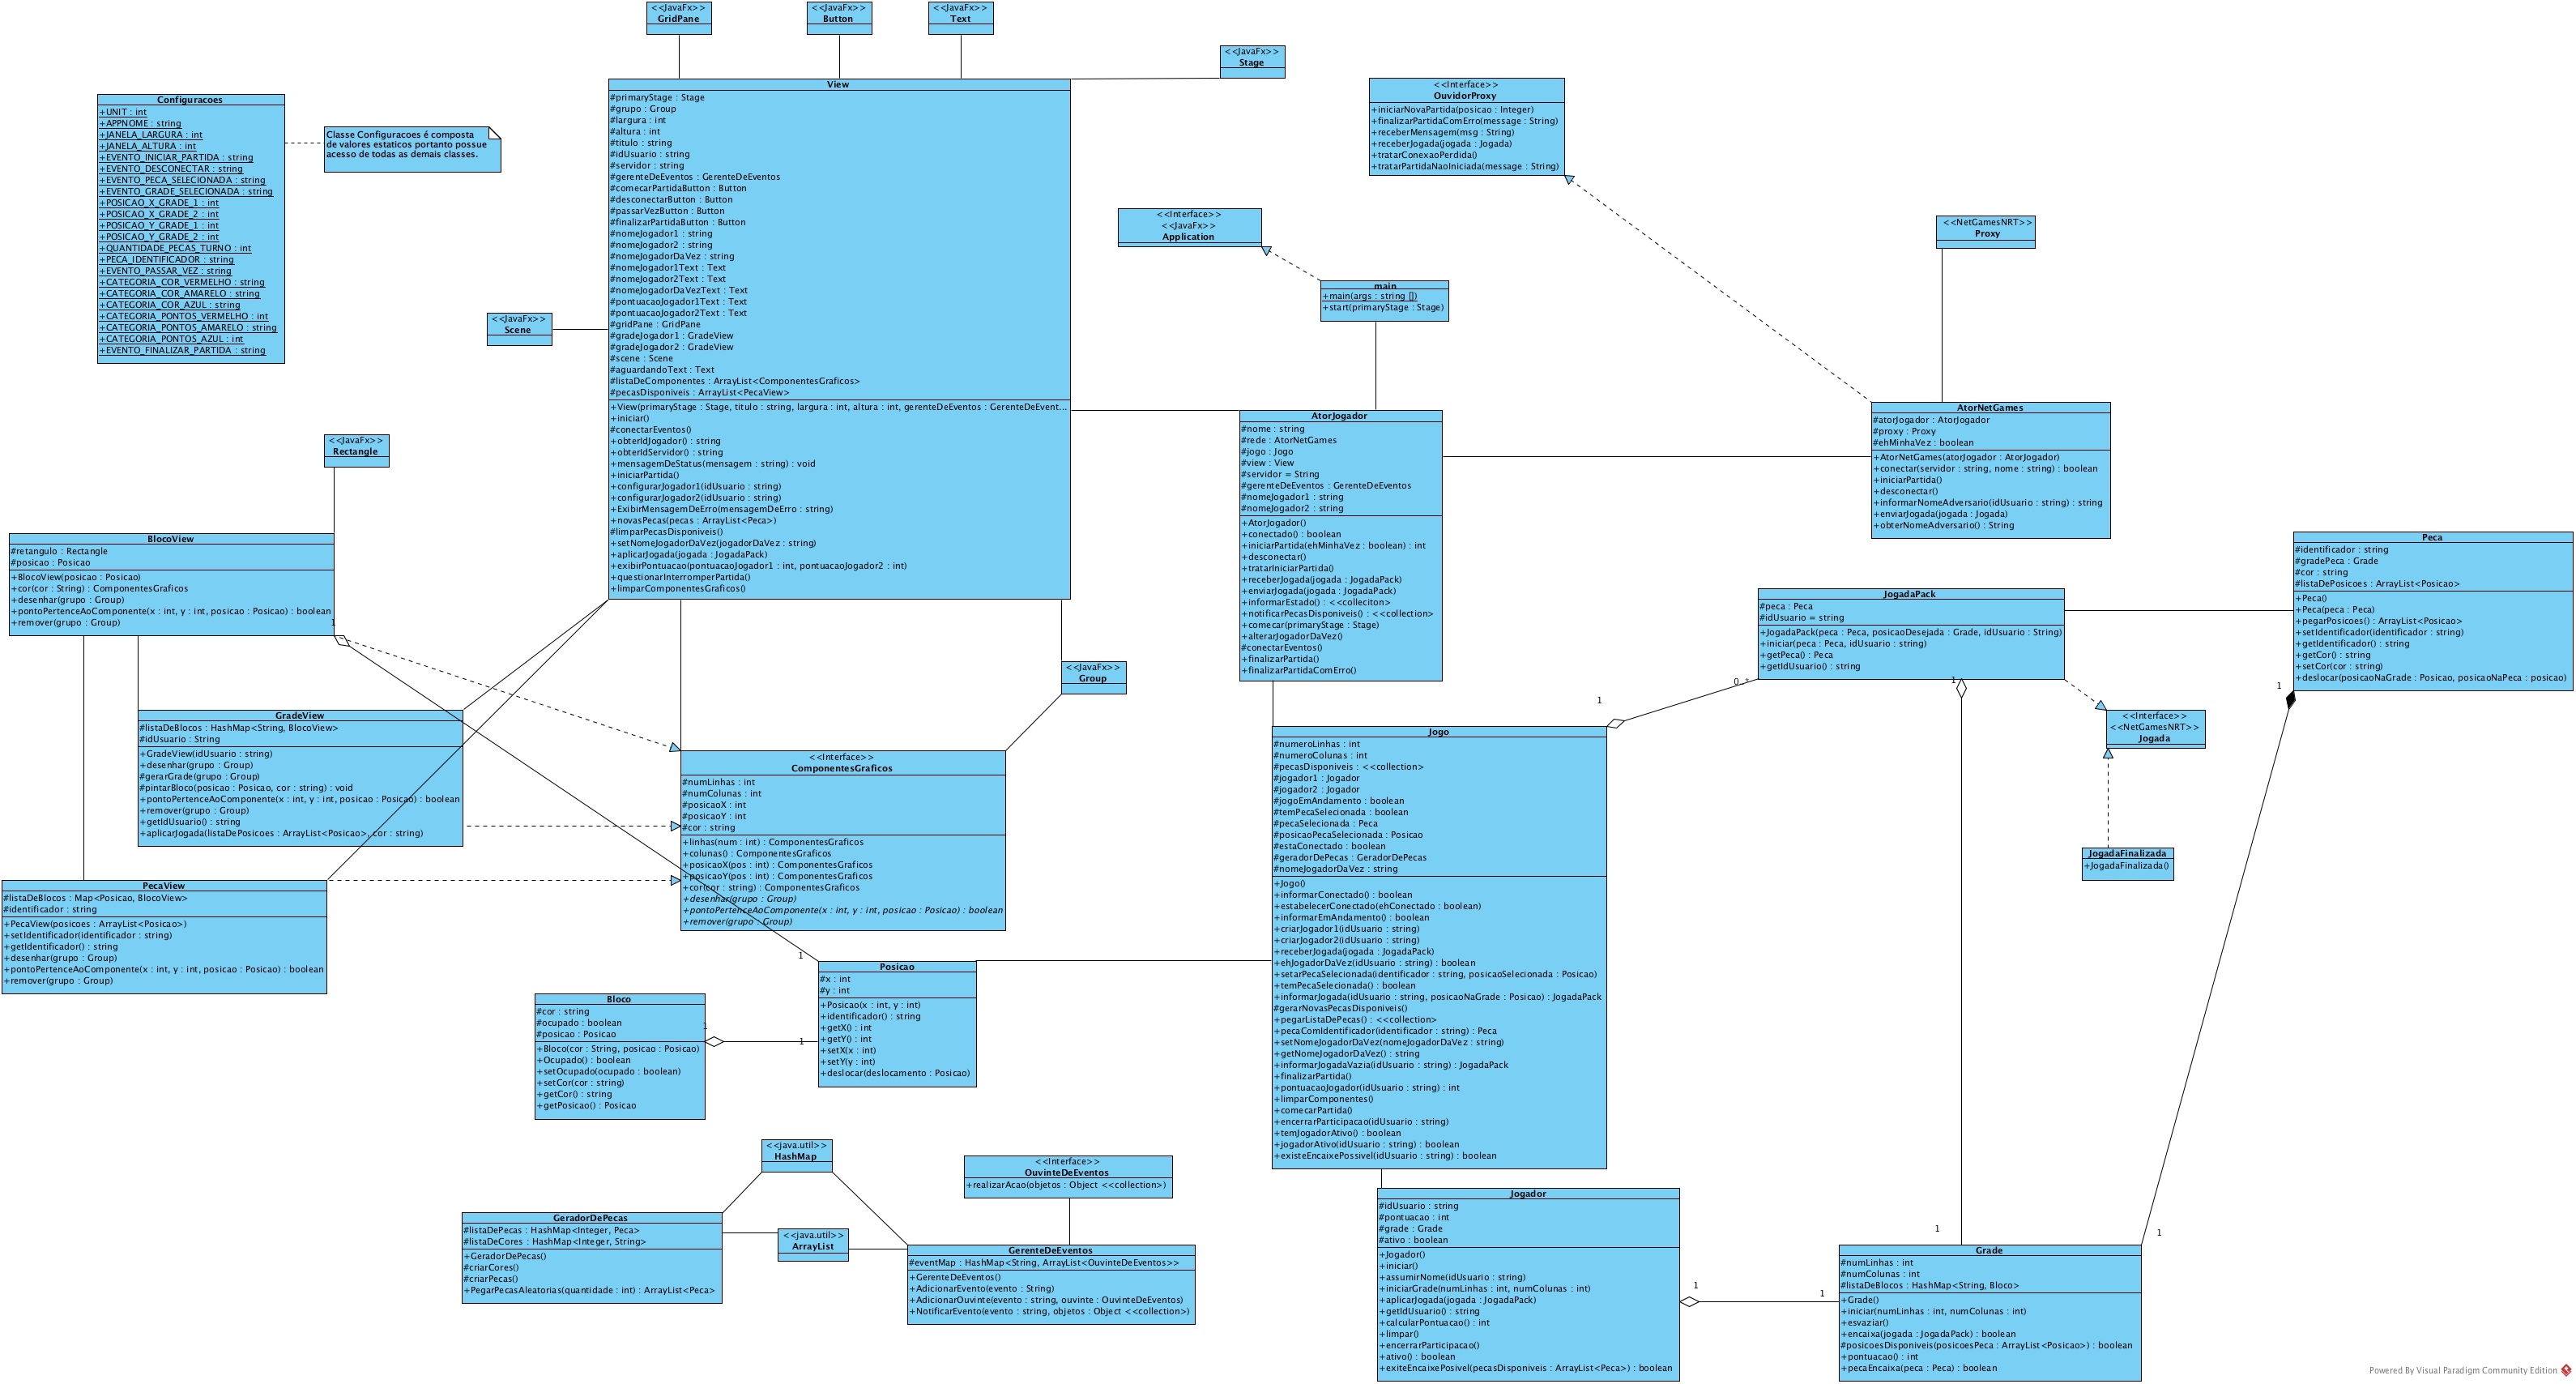 <<JavaFx>>
GridPane
<<JavaFx>>
Button
<<JavaFx>>
Text
<<JavaFx>>
Stage
Configuracoes
+UNIT : int
+APPNOME : string
+JANELA_LARGURA : int
+JANELA_ALTURA : int
+EVENTO_INICIAR_PARTIDA : string
+EVENTO_DESCONECTAR : string
+EVENTO_PECA_SELECIONADA : string
+EVENTO_GRADE_SELECIONADA : string
+POSICAO_X_GRADE_1 : int
+POSICAO_X_GRADE_2 : int
+POSICAO_Y_GRADE_1 : int
+POSICAO_Y_GRADE_2 : int
+QUANTIDADE_PECAS_TURNO : int
+PECA_IDENTIFICADOR : string
+EVENTO_PASSAR_VEZ : string
+CATEGORIA_COR_VERMELHO : string
+CATEGORIA_COR_AMARELO : string
+CATEGORIA_COR_AZUL : string
+CATEGORIA_PONTOS_VERMELHO : int
+CATEGORIA_PONTOS_AMARELO : string
+CATEGORIA_PONTOS_AZUL : int
+EVENTO_FINALIZAR_PARTIDA : string
Classe Configuracoes é composta
de valores estaticos portanto possue
acesso de todas as demais classes.
View
#primaryStage : Stage
#grupo : Group
#largura : int
#altura : int
#titulo : string
#idUsuario : string
#servidor : string
#gerenteDeEventos : GerenteDeEventos
#comecarPartidaButton : Button
#desconectarButton : Button
#passarVezButton : Button
#finalizarPartidaButton : Button
#nomeJogador1 : string
#nomeJogador2 : string
#nomeJogadorDaVez : string
#nomeJogador1Text : Text
#nomeJogador2Text : Text
#nomeJogadorDaVezText : Text
#pontuacaoJogador1Text : Text
#pontuacaoJogador2Text : Text
#gridPane : GridPane
#gradeJogador1 : GradeView
#gradeJogador2 : GradeView
#scene : Scene
#aguardandoText : Text
#listaDeComponentes : ArrayList<ComponentesGraficos>
#pecasDisponiveis : ArrayList<PecaView>
+View(primaryStage : Stage, titulo : string, largura : int, altura : int, gerenteDeEventos : GerenteDeEvent...
+iniciar()
#conectarEventos()
+obterIdJogador() : string
+obterIdServidor() : string
+mensagemDeStatus(mensagem : string) : void
+iniciarPartida()
+configurarJogador1(idUsuario : string)
+configurarJogador2(idUsuario : string)
+ExibirMensagemDeErro(mensagemDeErro : string)
+novasPecas(pecas : ArrayList<Peca>)
#limparPecasDisponiveis()
+setNomeJogadorDaVez(jogadorDaVez : string)
+aplicarJogada(jogada : JogadaPack)
+exibirPontuacao(pontuacaoJogador1 : int, pontuacaoJogador2 : int)
+questionarInterromperPartida()
+limparComponentesGraficos()
<<Interface>>
OuvidorProxy
+iniciarNovaPartida(posicao : Integer)
+finalizarPartidaComErro(message : String)
+receberMensagem(msg : String)
+receberJogada(jogada : Jogada)
+tratarConexaoPerdida()
+tratarPartidaNaoIniciada(message : String)
<<Interface>>
<<JavaFx>>
Application
<<NetGamesNRT>>
Proxy
main
+main(args : string [])
+start(primaryStage : Stage)
<<JavaFx>>
Scene
AtorJogador
#nome : string
#rede : AtorNetGames
#jogo : Jogo
#view : View
#servidor = String
#gerenteDeEventos : GerenteDeEventos
#nomeJogador1 : string
#nomeJogador2 : string
+AtorJogador()
+conectado() : boolean
+iniciarPartida(ehMinhaVez : boolean) : int
+desconectar()
+tratarIniciarPartida()
+receberJogada(jogada : JogadaPack)
+enviarJogada(jogada : JogadaPack)
+informarEstado() : <<colleciton>
+notificarPecasDisponiveis() : <<collection>
+comecar(primaryStage : Stage)
+alterarJogadorDaVez()
#conectarEventos()
+finalizarPartida()
+finalizarPartidaComErro()
AtorNetGames
#atorJogador : AtorJogador
#proxy : Proxy
#ehMinhaVez : boolean
+AtorNetGames(atorJogador : AtorJogador)
+conectar(servidor : string, nome : string) : boolean
+iniciarPartida()
+desconectar()
+informarNomeAdversario(idUsuario : string) : string
+enviarJogada(jogada : Jogada)
+obterNomeAdversario() : String
<<JavaFx>>
Rectangle
BlocoView
#retangulo : Rectangle
#posicao : Posicao
+BlocoView(posicao : Posicao)
+cor(cor : String) : ComponentesGraficos
+desenhar(grupo : Group)
+pontoPertenceAoComponente(x : int, y : int, posicao : Posicao) : boolean
+remover(grupo : Group)
1
Peca
#identificador : string
#gradePeca : Grade
#cor : string
#listaDePosicoes : ArrayList<Posicao>
+Peca()
+Peca(peca : Peca)
+pegarPosicoes() : ArrayList<Posicao>
+setIdentificador(identificador : string)
+getIdentificador() : string
+getCor() : string
+setCor(cor : string)
+deslocar(posicaoNaGrade : Posicao, posicaoNaPeca : posicao)
JogadaPack
#peca : Peca
#idUsuario = string
+JogadaPack(peca : Peca, posicaoDesejada : Grade, idUsuario : String)
+iniciar(peca : Peca, idUsuario : string)
+getPeca() : Peca
+getIdUsuario() : string
0..*
1
1
1
<<JavaFx>>
Group
<<Interface>>
<<NetGamesNRT>>
Jogada
JogadaFinalizada
+JogadaFinalizada()
GradeView
#listaDeBlocos : HashMap<String, BlocoView>
#idUsuario : String
+GradeView(idUsuario : string)
+desenhar(grupo : Group)
#gerarGrade(grupo : Group)
#pintarBloco(posicao : Posicao, cor : string) : void
+pontoPertenceAoComponente(x : int, y : int, posicao : Posicao) : boolean
+remover(grupo : Group)
+getIdUsuario() : string
+aplicarJogada(listaDePosicoes : ArrayList<Posicao>, cor : string)
<<Interface>>
ComponentesGraficos
#numLinhas : int
#numColunas : int
#posicaoX : int
#posicaoY : int
#cor : string
+linhas(num : int) : ComponentesGraficos
+colunas() : ComponentesGraficos
+posicaoX(pos : int) : ComponentesGraficos
+posicaoY(pos : int) : ComponentesGraficos
+cor(cor : string) : ComponentesGraficos
+desenhar(grupo : Group)
+pontoPertenceAoComponente(x : int, y : int, posicao : Posicao) : boolean
+remover(grupo : Group)
Jogo
#numeroLinhas : int
#numeroColunas : int
#pecasDisponiveis : <<collection>
#jogador1 : Jogador
#jogador2 : Jogador
#jogoEmAndamento : boolean
#temPecaSelecionada : boolean
#pecaSelecionada : Peca
#posicaoPecaSelecionada : Posicao
#estaConectado : boolean
#geradorDePecas : GeradorDePecas
#nomeJogadorDaVez : string
+Jogo()
+informarConectado() : boolean
+estabelecerConectado(ehConectado : boolean)
+informarEmAndamento() : boolean
+criarJogador1(idUsuario : string)
+criarJogador2(idUsuario : string)
+receberJogada(jogada : JogadaPack)
+ehJogadorDaVez(idUsuario : string) : boolean
+setarPecaSelecionada(identificador : string, posicaoSelecionada : Posicao)
+temPecaSelecionada() : boolean
+informarJogada(idUsuario : string, posicaoNaGrade : Posicao) : JogadaPack
#gerarNovasPecasDisponiveis()
+pegarListaDePecas() : <<collection>
+pecaComIdentificador(identificador : string) : Peca
+setNomeJogadorDaVez(nomeJogadorDaVez : string)
+getNomeJogadorDaVez() : string
+informarJogadaVazia(idUsuario : string) : JogadaPack
+finalizarPartida()
+pontuacaoJogador(idUsuario : string) : int
+limparComponentes()
+comecarPartida()
+encerrarParticipacao(idUsuario : string)
+temJogadorAtivo() : boolean
+jogadorAtivo(idUsuario : string) : boolean
+existeEncaixePossivel(idUsuario : string) : boolean
PecaView
#listaDeBlocos : Map<Posicao, BlocoView>
#identificador : string
+PecaView(posicoes : ArrayList<Posicao>)
+setIdentificador(identificador : string)
+getIdentificador() : string
+desenhar(grupo : Group)
+pontoPertenceAoComponente(x : int, y : int, posicao : Posicao) : boolean
+remover(grupo : Group)
1
Posicao
#x : int
#y : int
+Posicao(x : int, y : int)
+identificador() : string
+getX() : int
+getY() : int
+setX(x : int)
+setY(y : int)
+deslocar(deslocamento : Posicao)
Bloco
#cor : string
#ocupado : boolean
#posicao : Posicao
+Bloco(cor : String, posicao : Posicao)
+Ocupado() : boolean
+setOcupado(ocupado : boolean)
+setCor(cor : string)
+getCor() : string
+getPosicao() : Posicao
1
1
<<java.util>>
HashMap
<<Interface>>
OuvinteDeEventos
+realizarAcao(objetos : Object <<collection>)
GeradorDePecas
#listaDePecas : HashMap<Integer, Peca>
#listaDeCores : HashMap<Integer, String>
+GeradorDePecas()
#criarCores()
#criarPecas()
+PegarPecasAleatorias(quantidade : int) : ArrayList<Peca>
<<java.util>>
ArrayList
GerenteDeEventos
#eventMap : HashMap<String, ArrayList<OuvinteDeEventos>>
+GerenteDeEventos()
+AdicionarEvento(evento : String)
+AdicionarOuvinte(evento : string, ouvinte : OuvinteDeEventos)
+NotificarEvento(evento : string, objetos : Object <<collection>)
Jogador
#idUsuario : string
#pontuacao : int
#grade : Grade
#ativo : boolean
+Jogador()
+iniciar()
+assumirNome(idUsuario : string)
+iniciarGrade(numLinhas : int, numColunas : int)
+aplicarJogada(jogada : JogadaPack)
+getIdUsuario() : string
+calcularPontuacao() : int
+limpar()
+encerrarParticipacao()
+ativo() : boolean
+exiteEncaixePosivel(pecasDisponiveis : ArrayList<Peca>) : boolean
1
1
1
1
Grade
#numLinhas : int
#numColunas : int
#listaDeBlocos : HashMap<String, Bloco>
+Grade()
+iniciar(numLinhas : int, numColunas : int)
+esvaziar()
+encaixa(jogada : JogadaPack) : boolean
#posicoesDisponiveis(posicoesPeca : ArrayList<Posicao>) : boolean
+pontuacao() : int
+pecaEncaixa(peca : Peca) : boolean
Powered By Visual Paradigm Community Edition